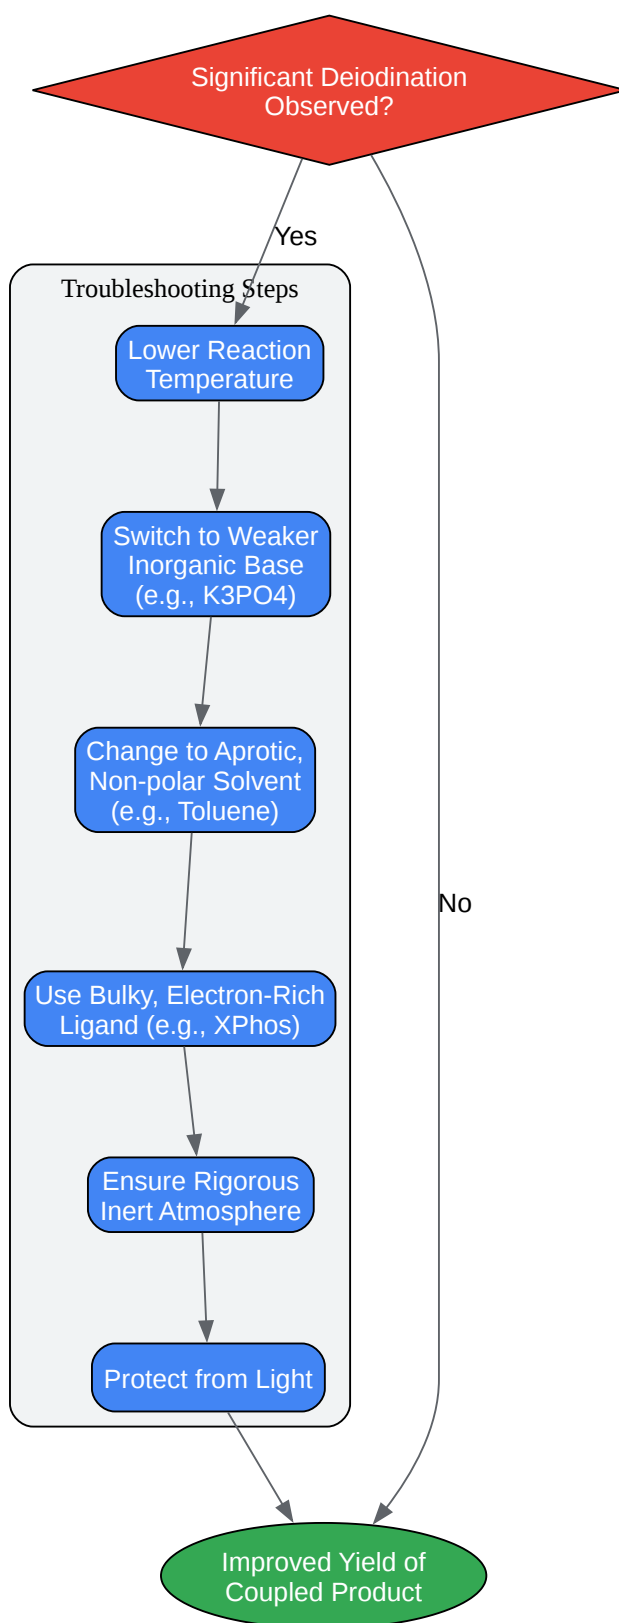 Significant Deiodination
Observed?
Yes
Troubleshooting Steps
Lower Reaction
Temperature
Switch to Weaker
Inorganic Base
(e.g., K3PO4)
Change to Aprotic,
Non-polar Solvent
(e.g., Toluene)
No
Use Bulky, Electron-Rich
Ligand (e.g., XPhos)
Ensure Rigorous
Inert Atmosphere
Protect from Light
Improved Yield of
Coupled Product